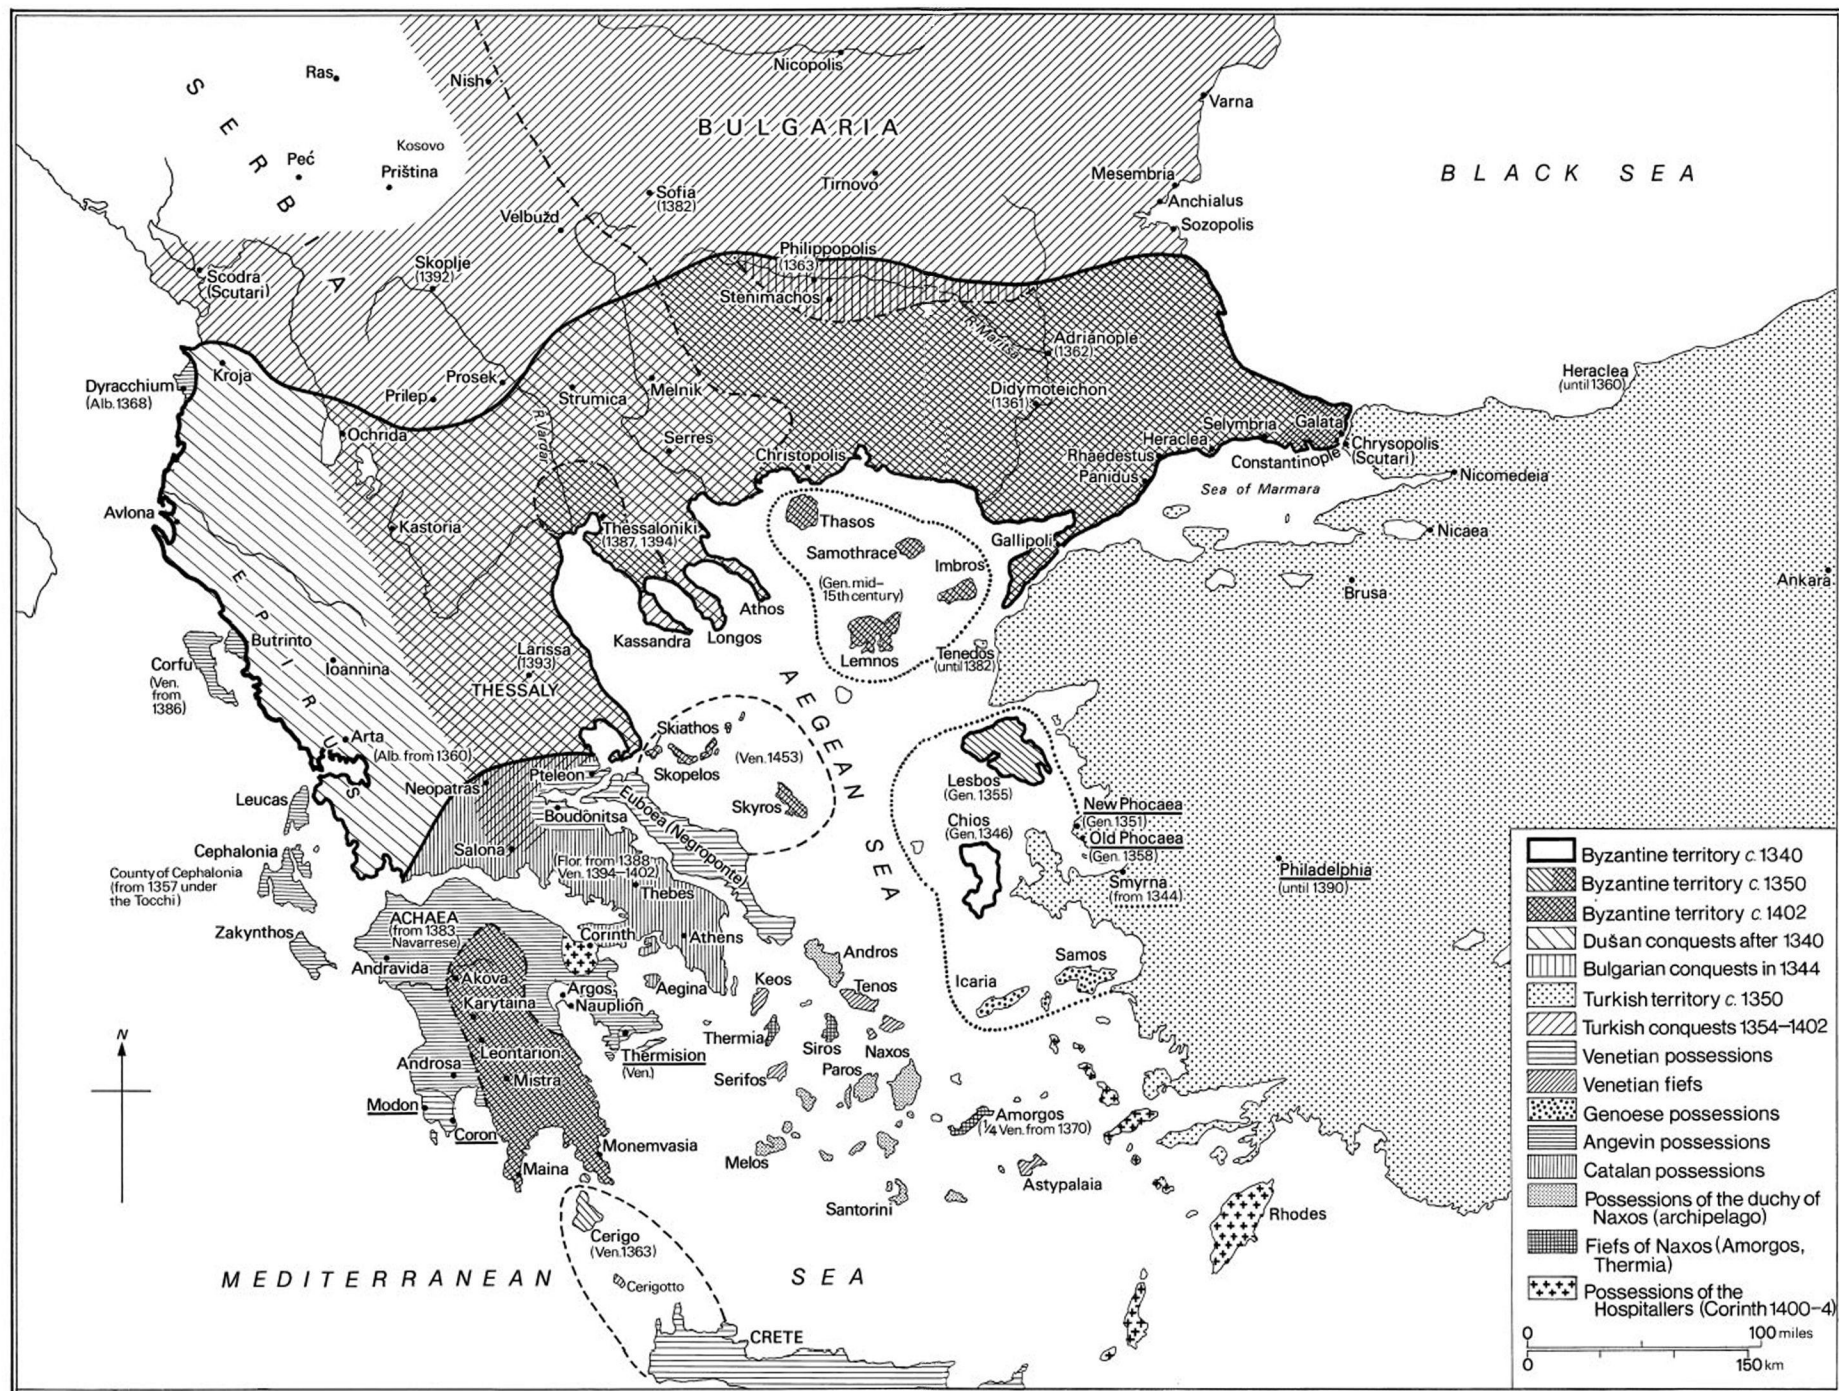 SERBIA
Ras
Nish
Nicopolis
BULGARIA
Varna
Kosovo
Peć
Priština
BLACK SEA
Mesembria
Tirnovo
Sofia
(1382)
Anchialus
Velbužd
Sozopolis
Philippopolis
(1363)
Skoplje
(1392)
Scodra
(Scutari)
Stenimachos
R. Maritsa
Adrianople
(1362)
Heraclea
(until 1360)
Kroja
Dyracchium
(Alb. 1368)
Prosek
Prilep
Strumica
Melnik
Didymoteichon
(1361)
R. Vardar
Ochrida
Serres
Christopolis
Selymbria
Galata
Heraclea
Rhaedestus
Constantinople
Chrysopolis
(Scutari)
Panidus
Nicomedeia
Sea of Marmara
Avlona
Kastoria
Thessaloniki
(1387, 1394)
Thasos
Samothrace
Gallipoli
Nicaea
Imbros
(Gen. mid–
15th century)
Ankara
Brusa
EPIRUS
Athos
Kassandra
Longos
Butrinto
Ioannina
Corfu
(Ven.
from
1386)
Larissa
(1393)
THESSALY
Lemnos
Tenedos
(until 1382)
AEGEAN SEA
Skiathos
(Ven. 1453)
Skopelos
Arta
(Alb. from 1360)
Neopatras
Pteleon
Skyros
Lesbos
(Gen. 1355)
Leucas
Euboea (Negroponte)
Boudonitsa
New Phocaea
(Gen. 1351)
Chios
(Gen. 1346)
Old Phocaea
(Gen. 1358)
Cephalonia
Salona
(Flor. from 1388
Ven. 1394–1402)
County of Cephalonia
(from 1357 under
the Tocchi)
Thebes
Smyrna
(from 1344)
Philadelphia
(until 1390)
Zakynthos
ACHAEA
(from 1383
Navarrese)
Corinth
Athens
Andravida
Akova
Andros
Samos
Icaria
Keos
Tenos
Argos
Aegina
Karytaina
Nauplion
Thermia
Siros
Naxos
Leontarion
Thermision
(Ven.)
Androsa
Mistra
Serifos
Paros
Modon
Coron
Amorgos
(¼ Ven. from 1370)
Monemvasia
Melos
Maina
Astypalaia
Santorini
Rhodes
Cerigo
(Ven. 1363)
Cerigotto
MEDITERRANEAN SEA
CRETE
N
Byzantine territory c. 1340
Byzantine territory c. 1350
Byzantine territory c. 1402
Dušan conquests after 1340
Bulgarian conquests in 1344
Turkish territory c. 1350
Turkish conquests 1354–1402
Venetian possessions
Venetian fiefs
Genoese possessions
Angevin possessions
Catalan possessions
Possessions of the duchy of
Naxos (archipelago)
Fiefs of Naxos (Amorgos,
Thermia)
Possessions of the
Hospitallers (Corinth 1400–4)
0 100 miles
0 150 km